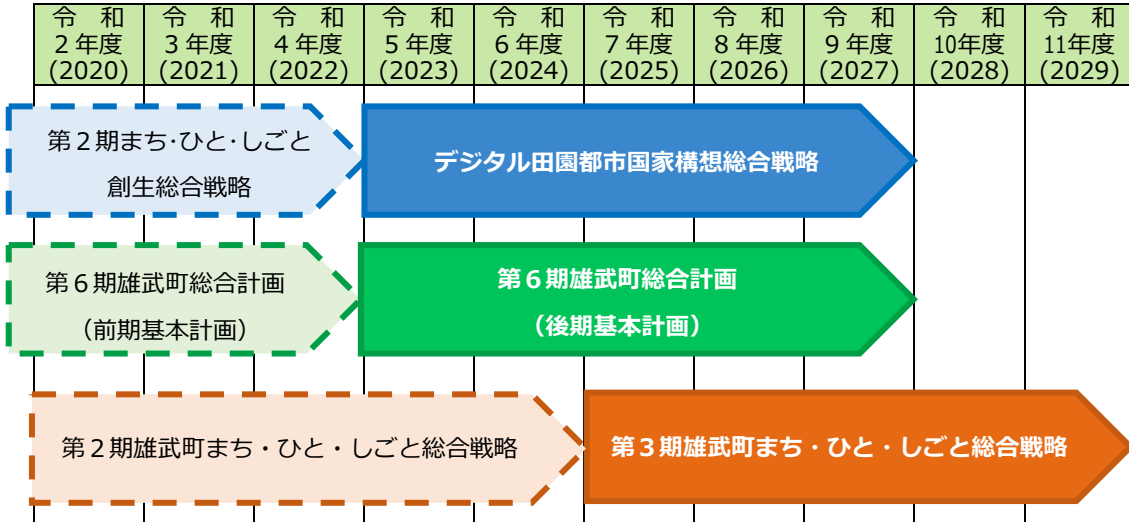 令 和 令 和 令 和 令 和 令 和 令 和 令 和 令 和 令 和 令 和
2年度 3年度 4年度 5年度 6年度 7年度 8年度 9年度 10年度 11年度
(2020) (2021) (2022) (2023) (2024) (2025) (2026) (2027) (2028) (2029)
第2期まち・ひと・しごと
創生総合戦略
デジタル田園都市国家構想総合戦略
第6期雄武町総合計画
（前期基本計画）
第6期雄武町総合計画
（後期基本計画）
第2期雄武町まち・ひと・しごと総合戦略
第3期雄武町まち・ひと・しごと総合戦略